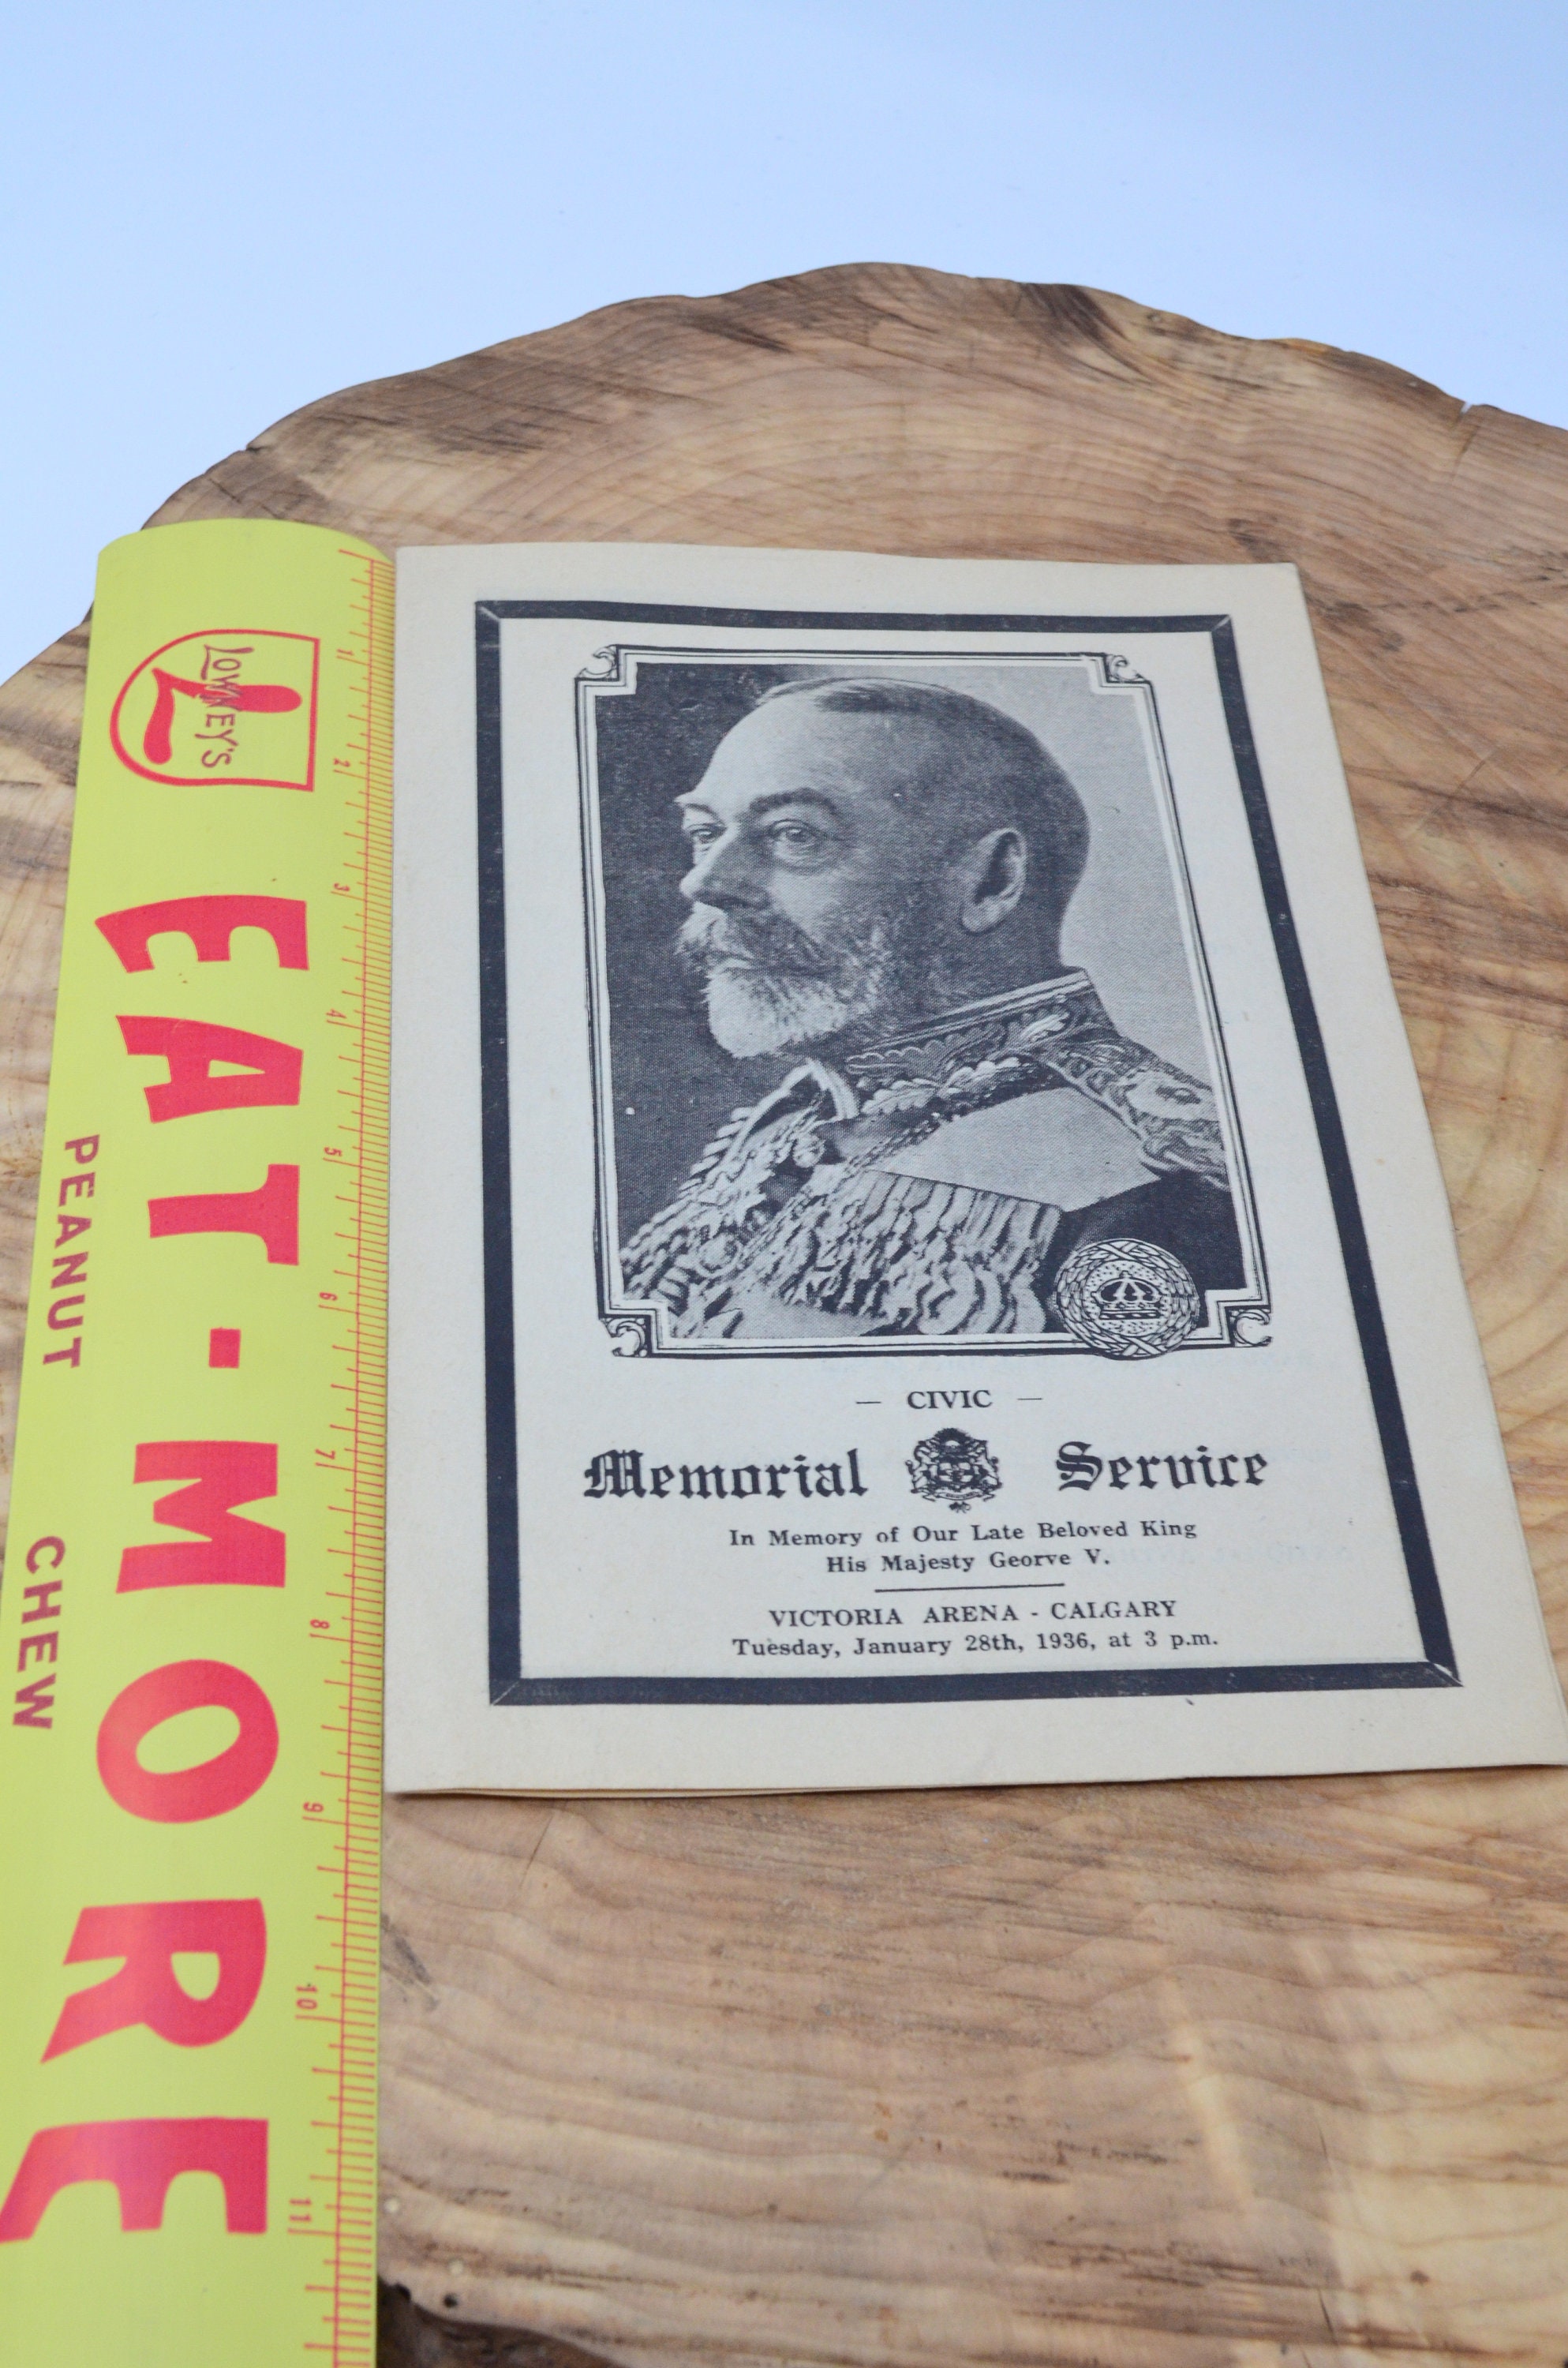 LOWNEY'S
EAT-MORE
PEANUT CHEW
1
2
3
4
5
6
7
8
9
10
11
— CIVIC —
Memorial Service
In Memory of Our Late Beloved King
His Majesty Georve V.
VICTORIA ARENA - CALGARY
Tuesday, January 28th, 1936, at 3 p.m.